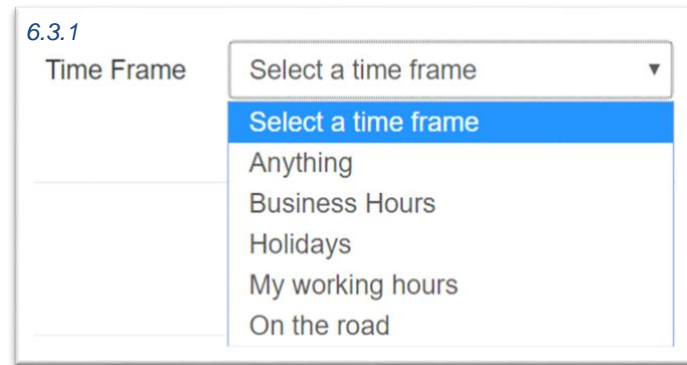 6.3.1
Time Frame Select a time frame
Select a time frame
Anything
Business Hours
Holidays
My working hours
On the road